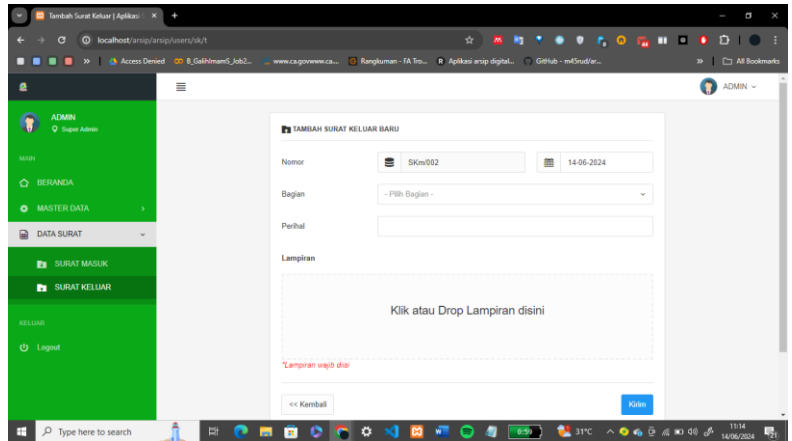 Tambah Surat Keluar | Aplikasi
localhost/arsip/arsip/users/sk/t
Access Denied
8_GalihImamS_Job2...
www.ca.govwww.ca...
Rangkuman - FA Tro...
Aplikasi arsip digital...
GitHub - m45rud/ar...
»
All Bookmarks
ADMIN
ADMIN
Super Admin
MAIN
BERANDA
MASTER DATA
DATA SURAT
SURAT MASUK
SURAT KELUAR
KELUAR
Logout
TAMBAH SURAT KELUAR BARU
Nomor
SKm/002
14-06-2024
Bagian
- Pilih Bagian -
Perihal
Lampiran
Klik atau Drop Lampiran disini
*Lampiran wajib diisi
<< Kembali
Kirim
Type here to search
0:59
31°C
11:14
14/06/2024